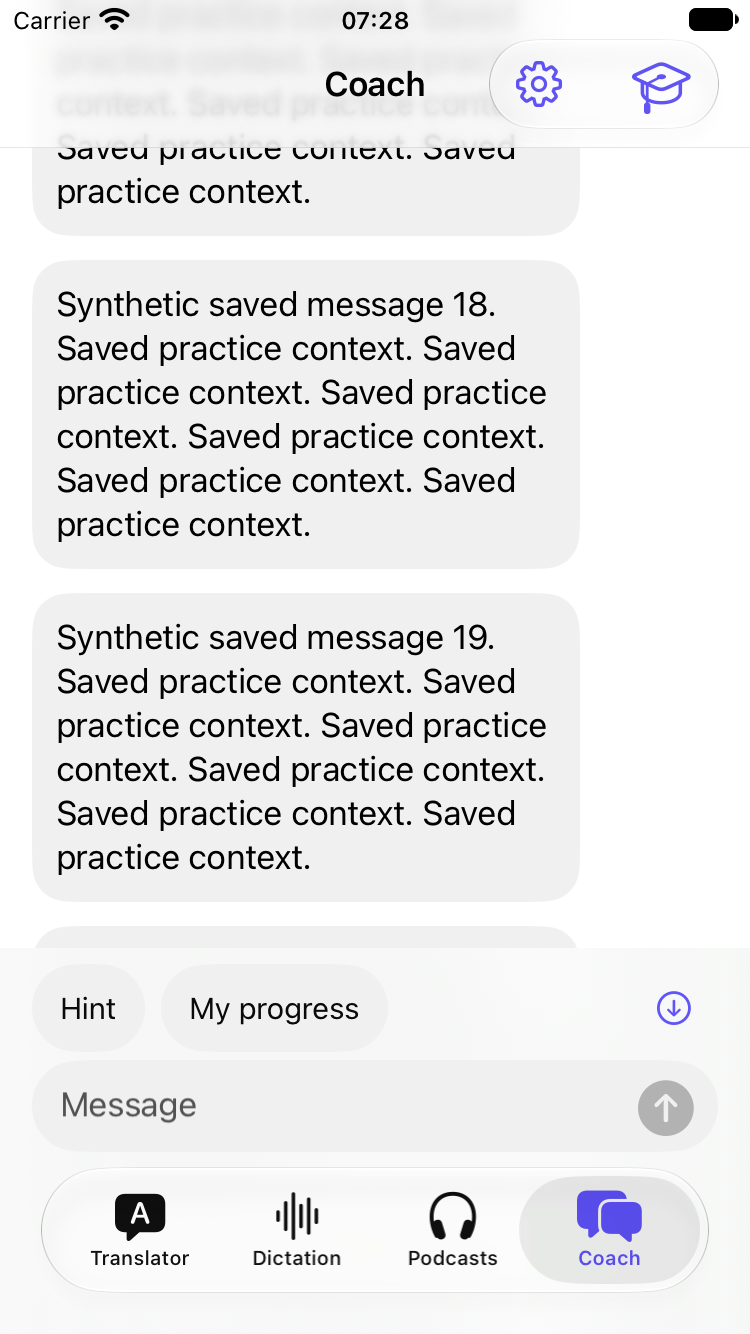 Carrier
07:28
Coach
Saved practice context. Saved
practice context.
Synthetic saved message 18.
Saved practice context. Saved
practice context. Saved practice
context. Saved practice context.
Saved practice context. Saved
practice context.
Synthetic saved message 19.
Saved practice context. Saved
practice context. Saved practice
context. Saved practice context.
Saved practice context. Saved
practice context.
Hint
My progress
Message
A
Translator
Dictation
Podcasts
Coach